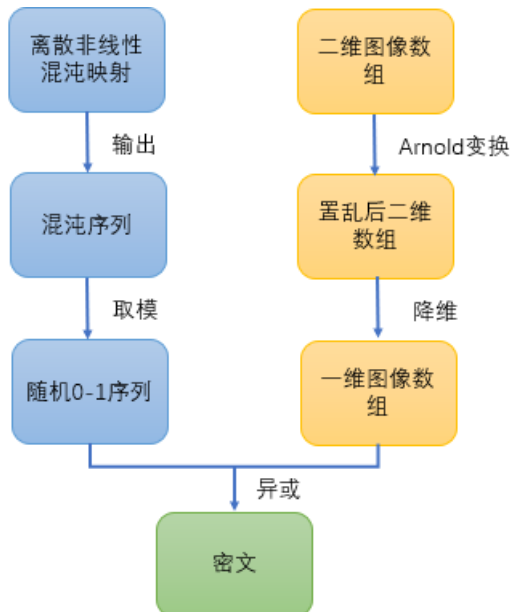 离散非线性
混沌映射
二维图像数
组
输出
Arnold变换
混沌序列
置乱后二维
数组
取模
降维
随机0-1序列
一维图像数
组
异或
密文